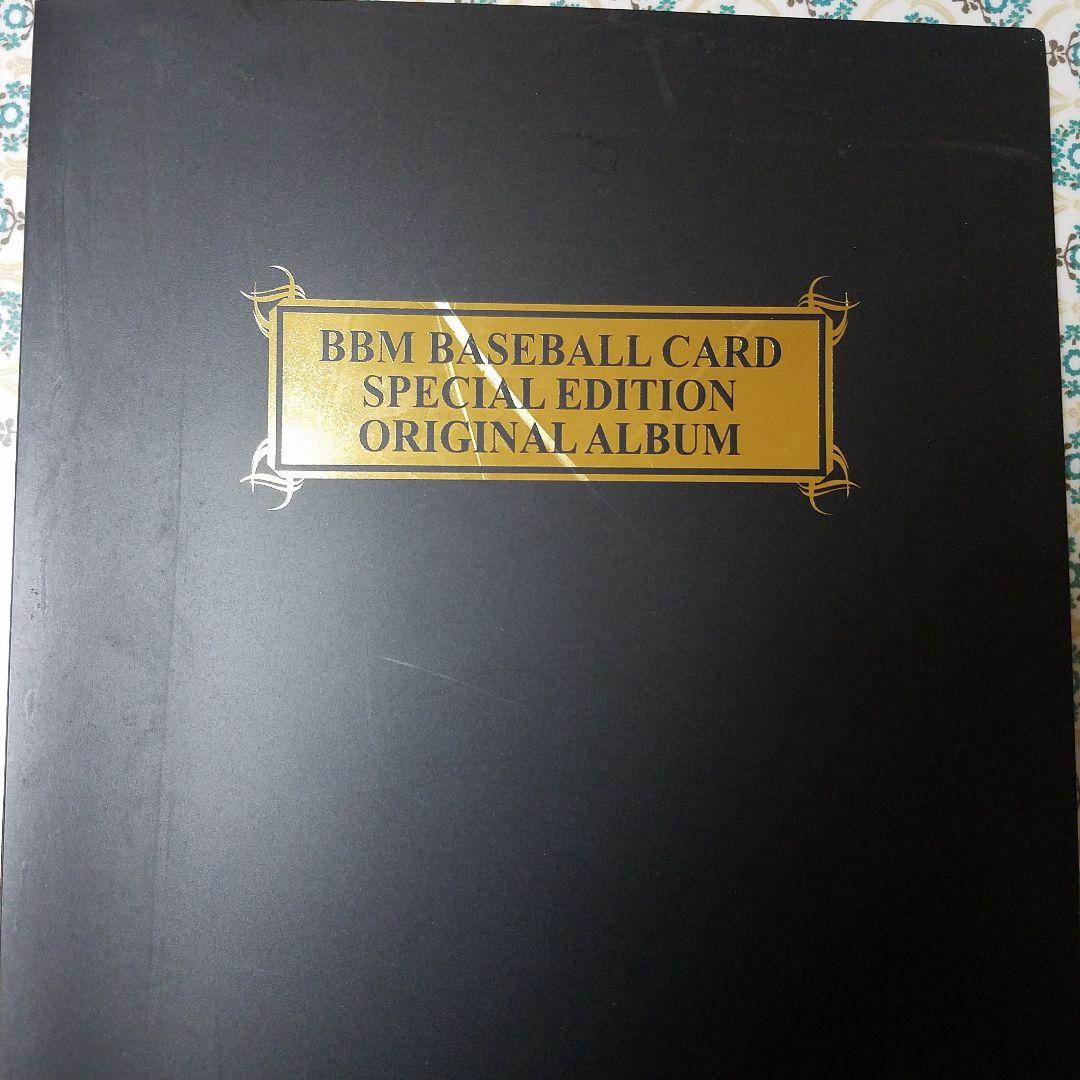 BBM BASEBALL CARD
SPECIAL EDITION
ORIGINAL ALBUM